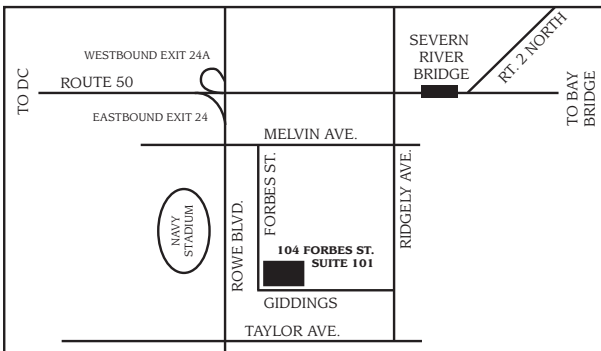 WESTBOUND EXIT 24A
SEVERN
RIVER
BRIDGE
RT. 2 NORTH
TO DC
ROUTE 50
TO BAY
BRIDGE
EASTBOUND EXIT 24
MELVIN AVE.
NAVY
STADIUM
ROWE BLVD.
FORBES ST.
RIDGELY AVE.
104 FORBES ST.
SUITE 101
GIDDINGS
TAYLOR AVE.